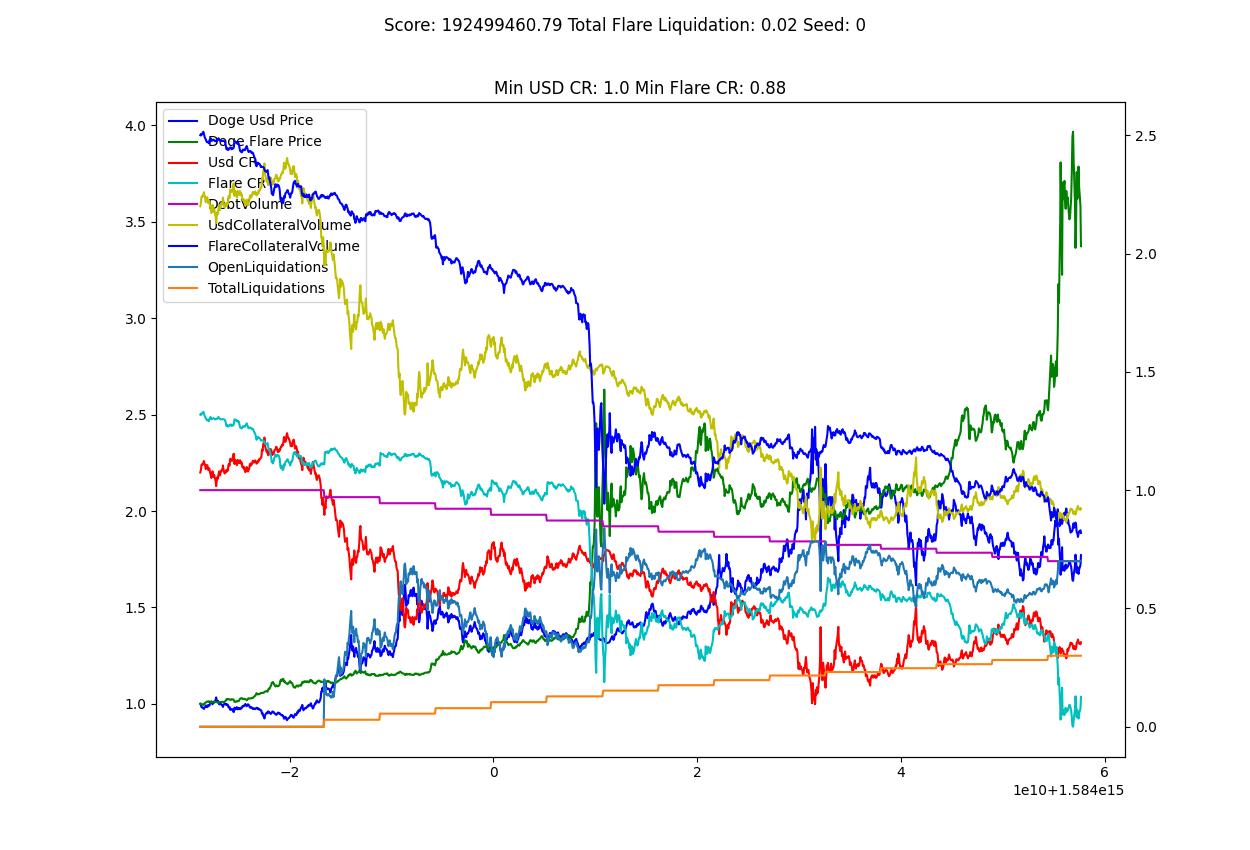 Score: 192499460.79 Total Flare Liquidation: 0.02 Seed: 0
Min USD CR: 1.0 Min Flare CR: 0.88
Doge Usd Price
Doge Flare Price
Usd CR
Flare CR
DebtVolume
UsdCollateralVolume
FlareCollateralVolume
OpenLiquidations
TotalLiquidations
4.0
3.5
3.0
2.5
2.0
1.5
1.0
2.5
2.0
1.5
1.0
0.5
0.0
−2 0 2 4 6
1e10+1.584e15